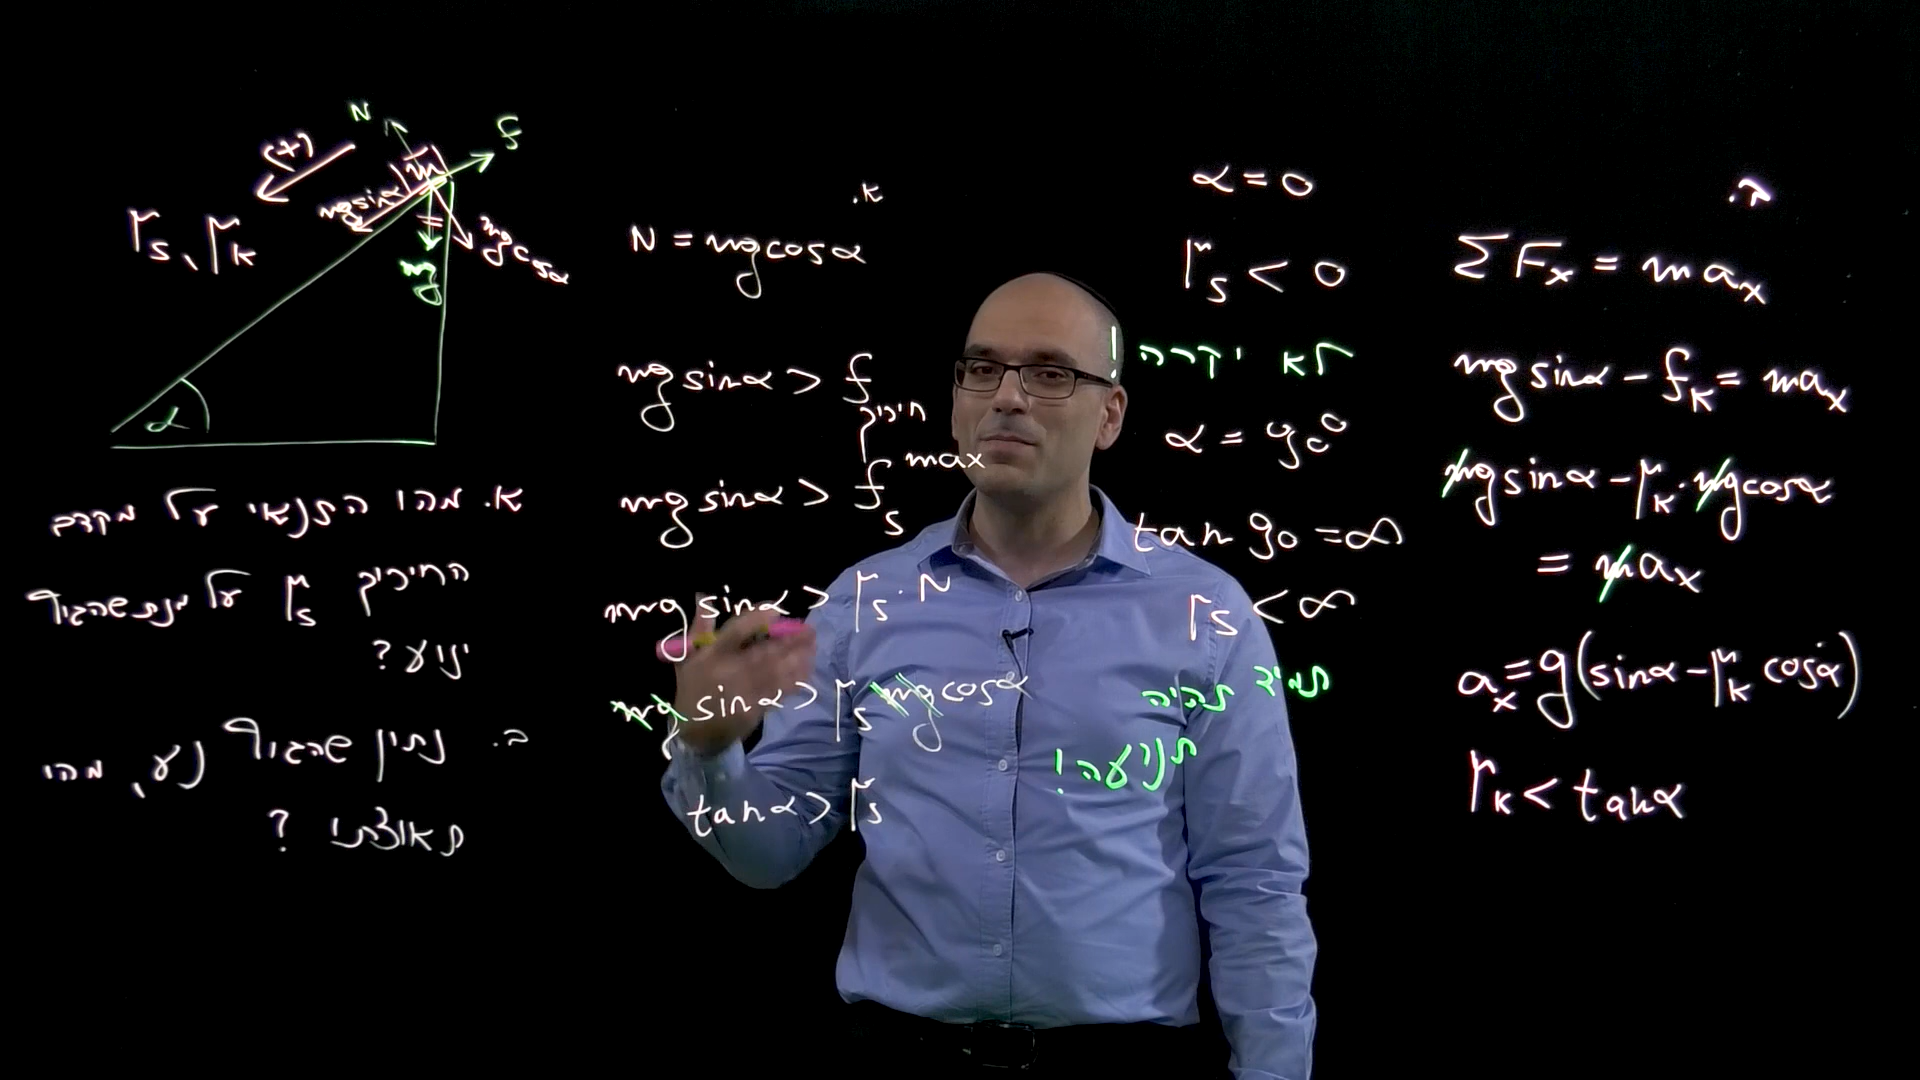 N
f
(+)
m
mg sinα
mg cosα
mg
μs, μk
α
א. מהו התנאי על מקדם
החיכוך μs על מנת שהגוף
ינוע?
ב. נתון שהגוף נע, מהו
תאוצתו?
א.
N = mg cosα
mg sinα > f חיכוך
mg sinα > fs max
mg sinα > μs · N
mg sinα > μs mg cosα
tanα > μs
α = 0
μs < 0
לא יקרה!
α = 90°
tan 90 = ∞
μs < ∞
תמיד תהיה
תנועה!
ב.
ΣFx = max
mg sinα − fk = max
mg sinα − μk · mg cosα
= max
ax = g(sinα − μk cosα)
μk < tanα